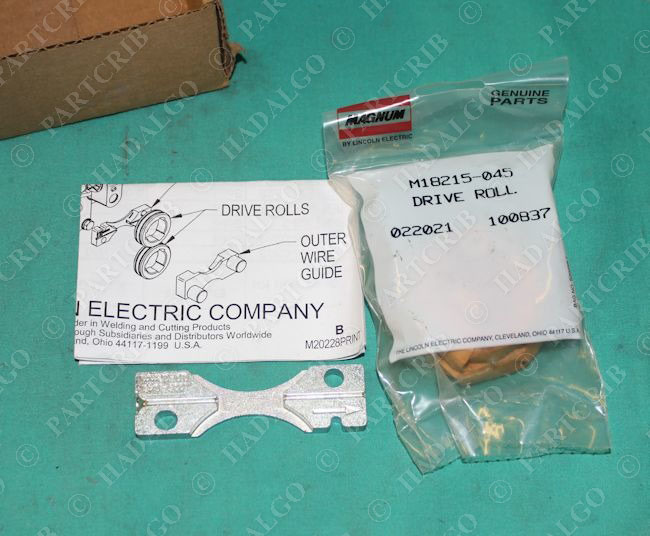 GENUINE
PARTS
MAGNUM
BY LINCOLN ELECTRIC
M18215-045
DRIVE ROLL
022021 100837
THE LINCOLN ELECTRIC COMPANY, CLEVELAND, OHIO 44117 U.S.A.
DRIVE ROLLS
OUTER
WIRE
GUIDE
N ELECTRIC COMPANY
der in Welding and Cutting Products
ough Subsidiaries and Distributors Worldwide
nd, Ohio 44117-1199 U.S.A.
B
M20228PRINT
© PARTCRIB
© HADALGO